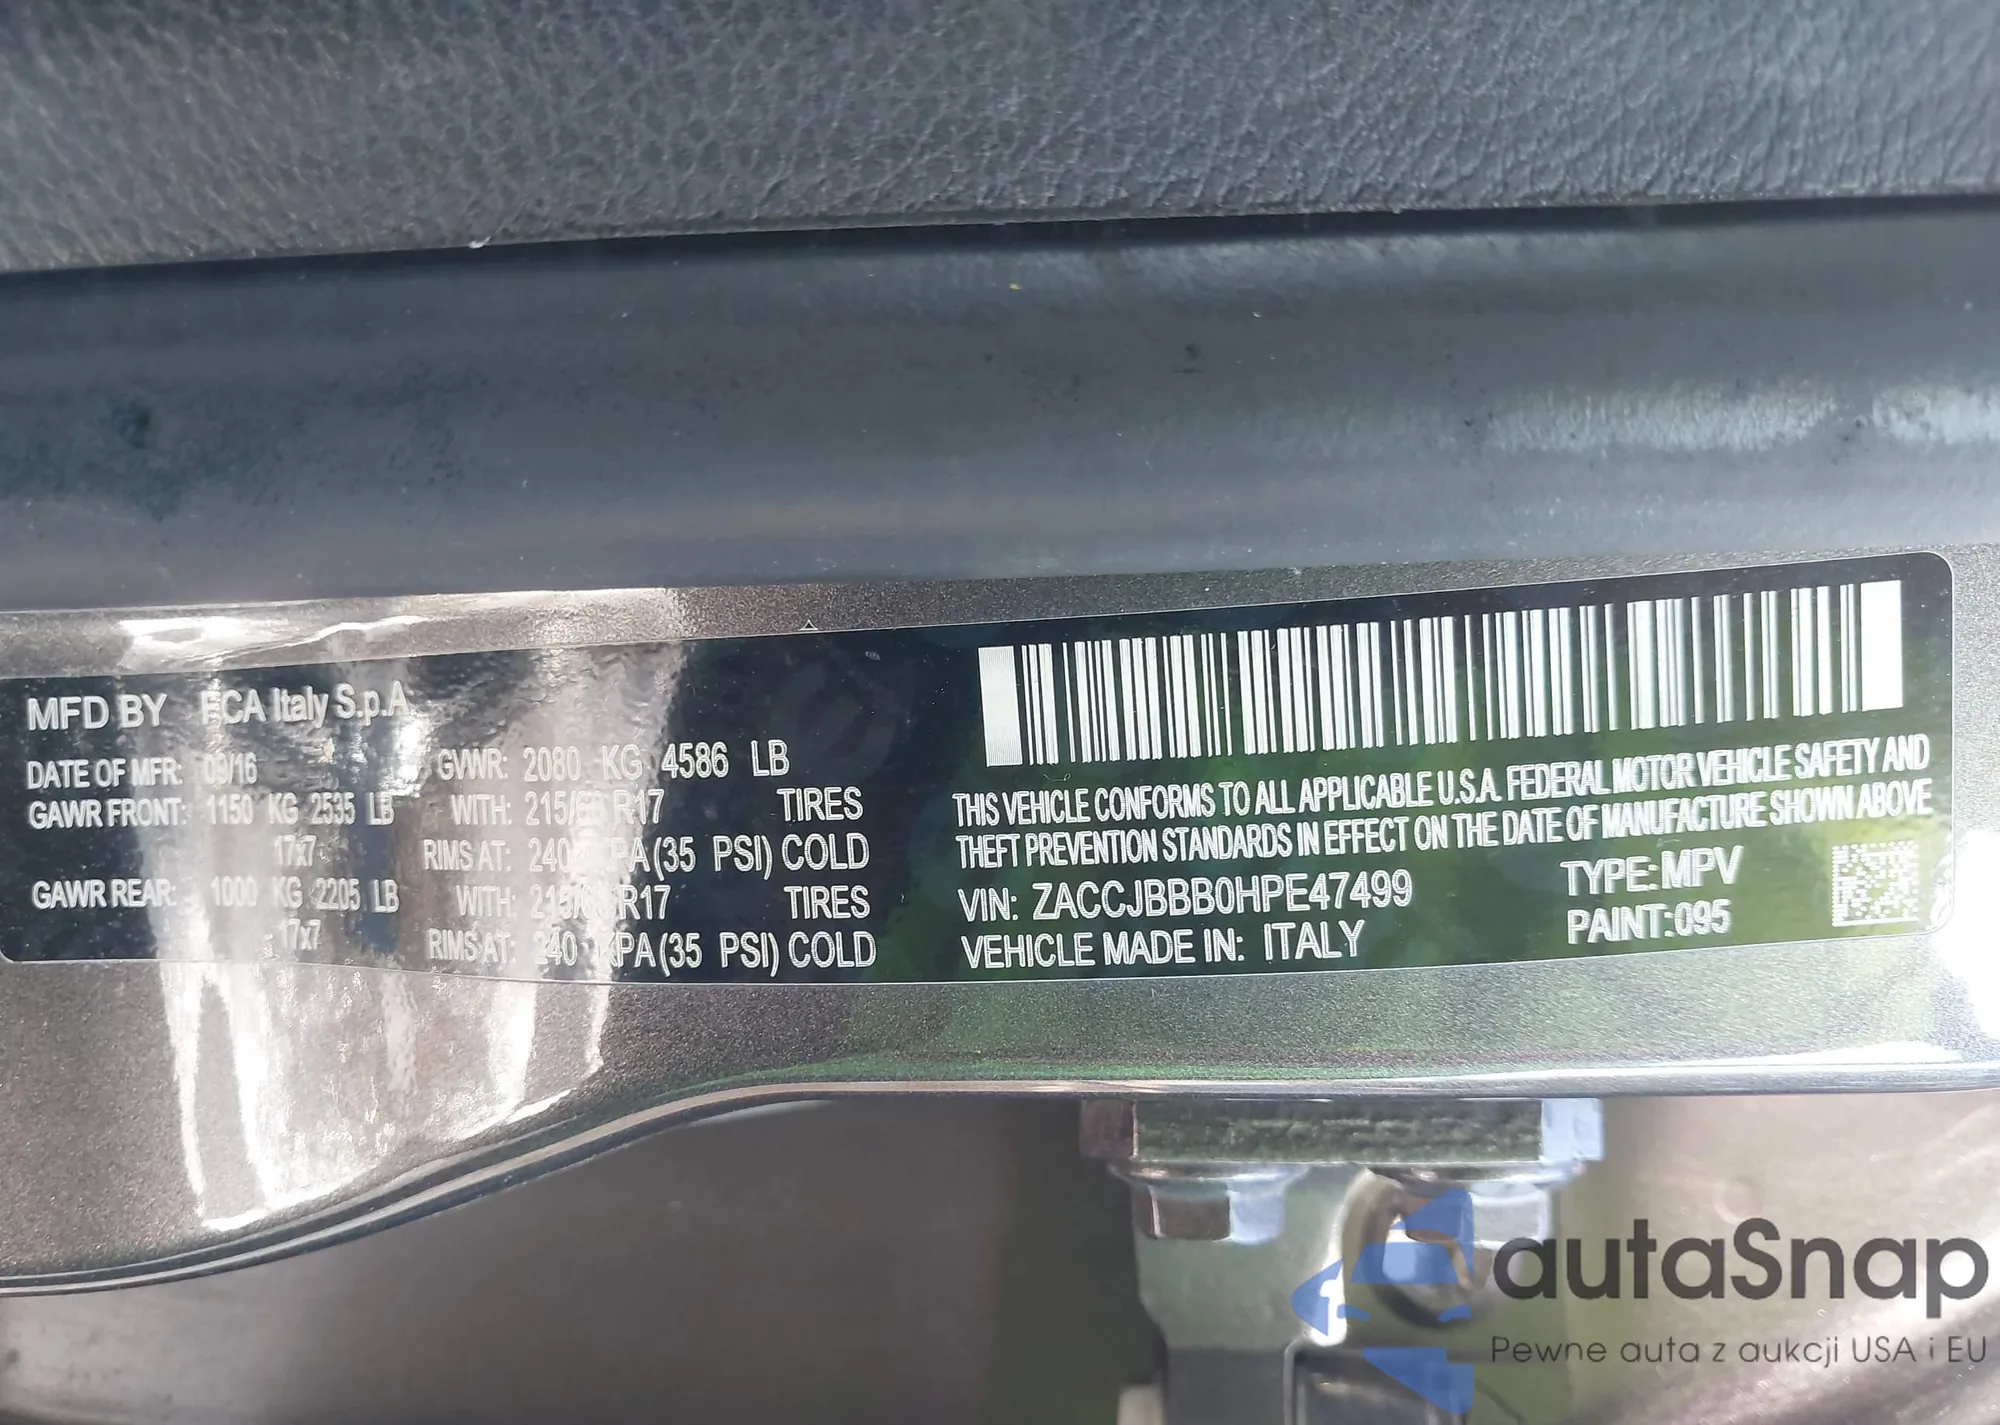 MFD BY FCA Italy S.p.A
DATE OF MFR: 09/16 GVWR: 2080 KG 4586 LB
GAWR FRONT: 1150 KG 2535 LB WITH: R17 TIRES
17x7 RIMS AT: 240 KPA (35 PSI) COLD
GAWR REAR: 1000 KG 2205 LB WITH: R17 TIRES
17x7 RIMS AT: 240 KPA (35 PSI) COLD
THIS VEHICLE CONFORMS TO ALL APPLICABLE U.S.A. FEDERAL MOTOR VEHICLE SAFETY AND
THEFT PREVENTION STANDARDS IN EFFECT ON THE DATE OF MANUFACTURE SHOWN ABOVE
VIN: ZACCJBBB0HPE47499 TYPE: MPV
VEHICLE MADE IN: ITALY PAINT: 095
autaSnap
Pewne auta z aukcji USA i EU